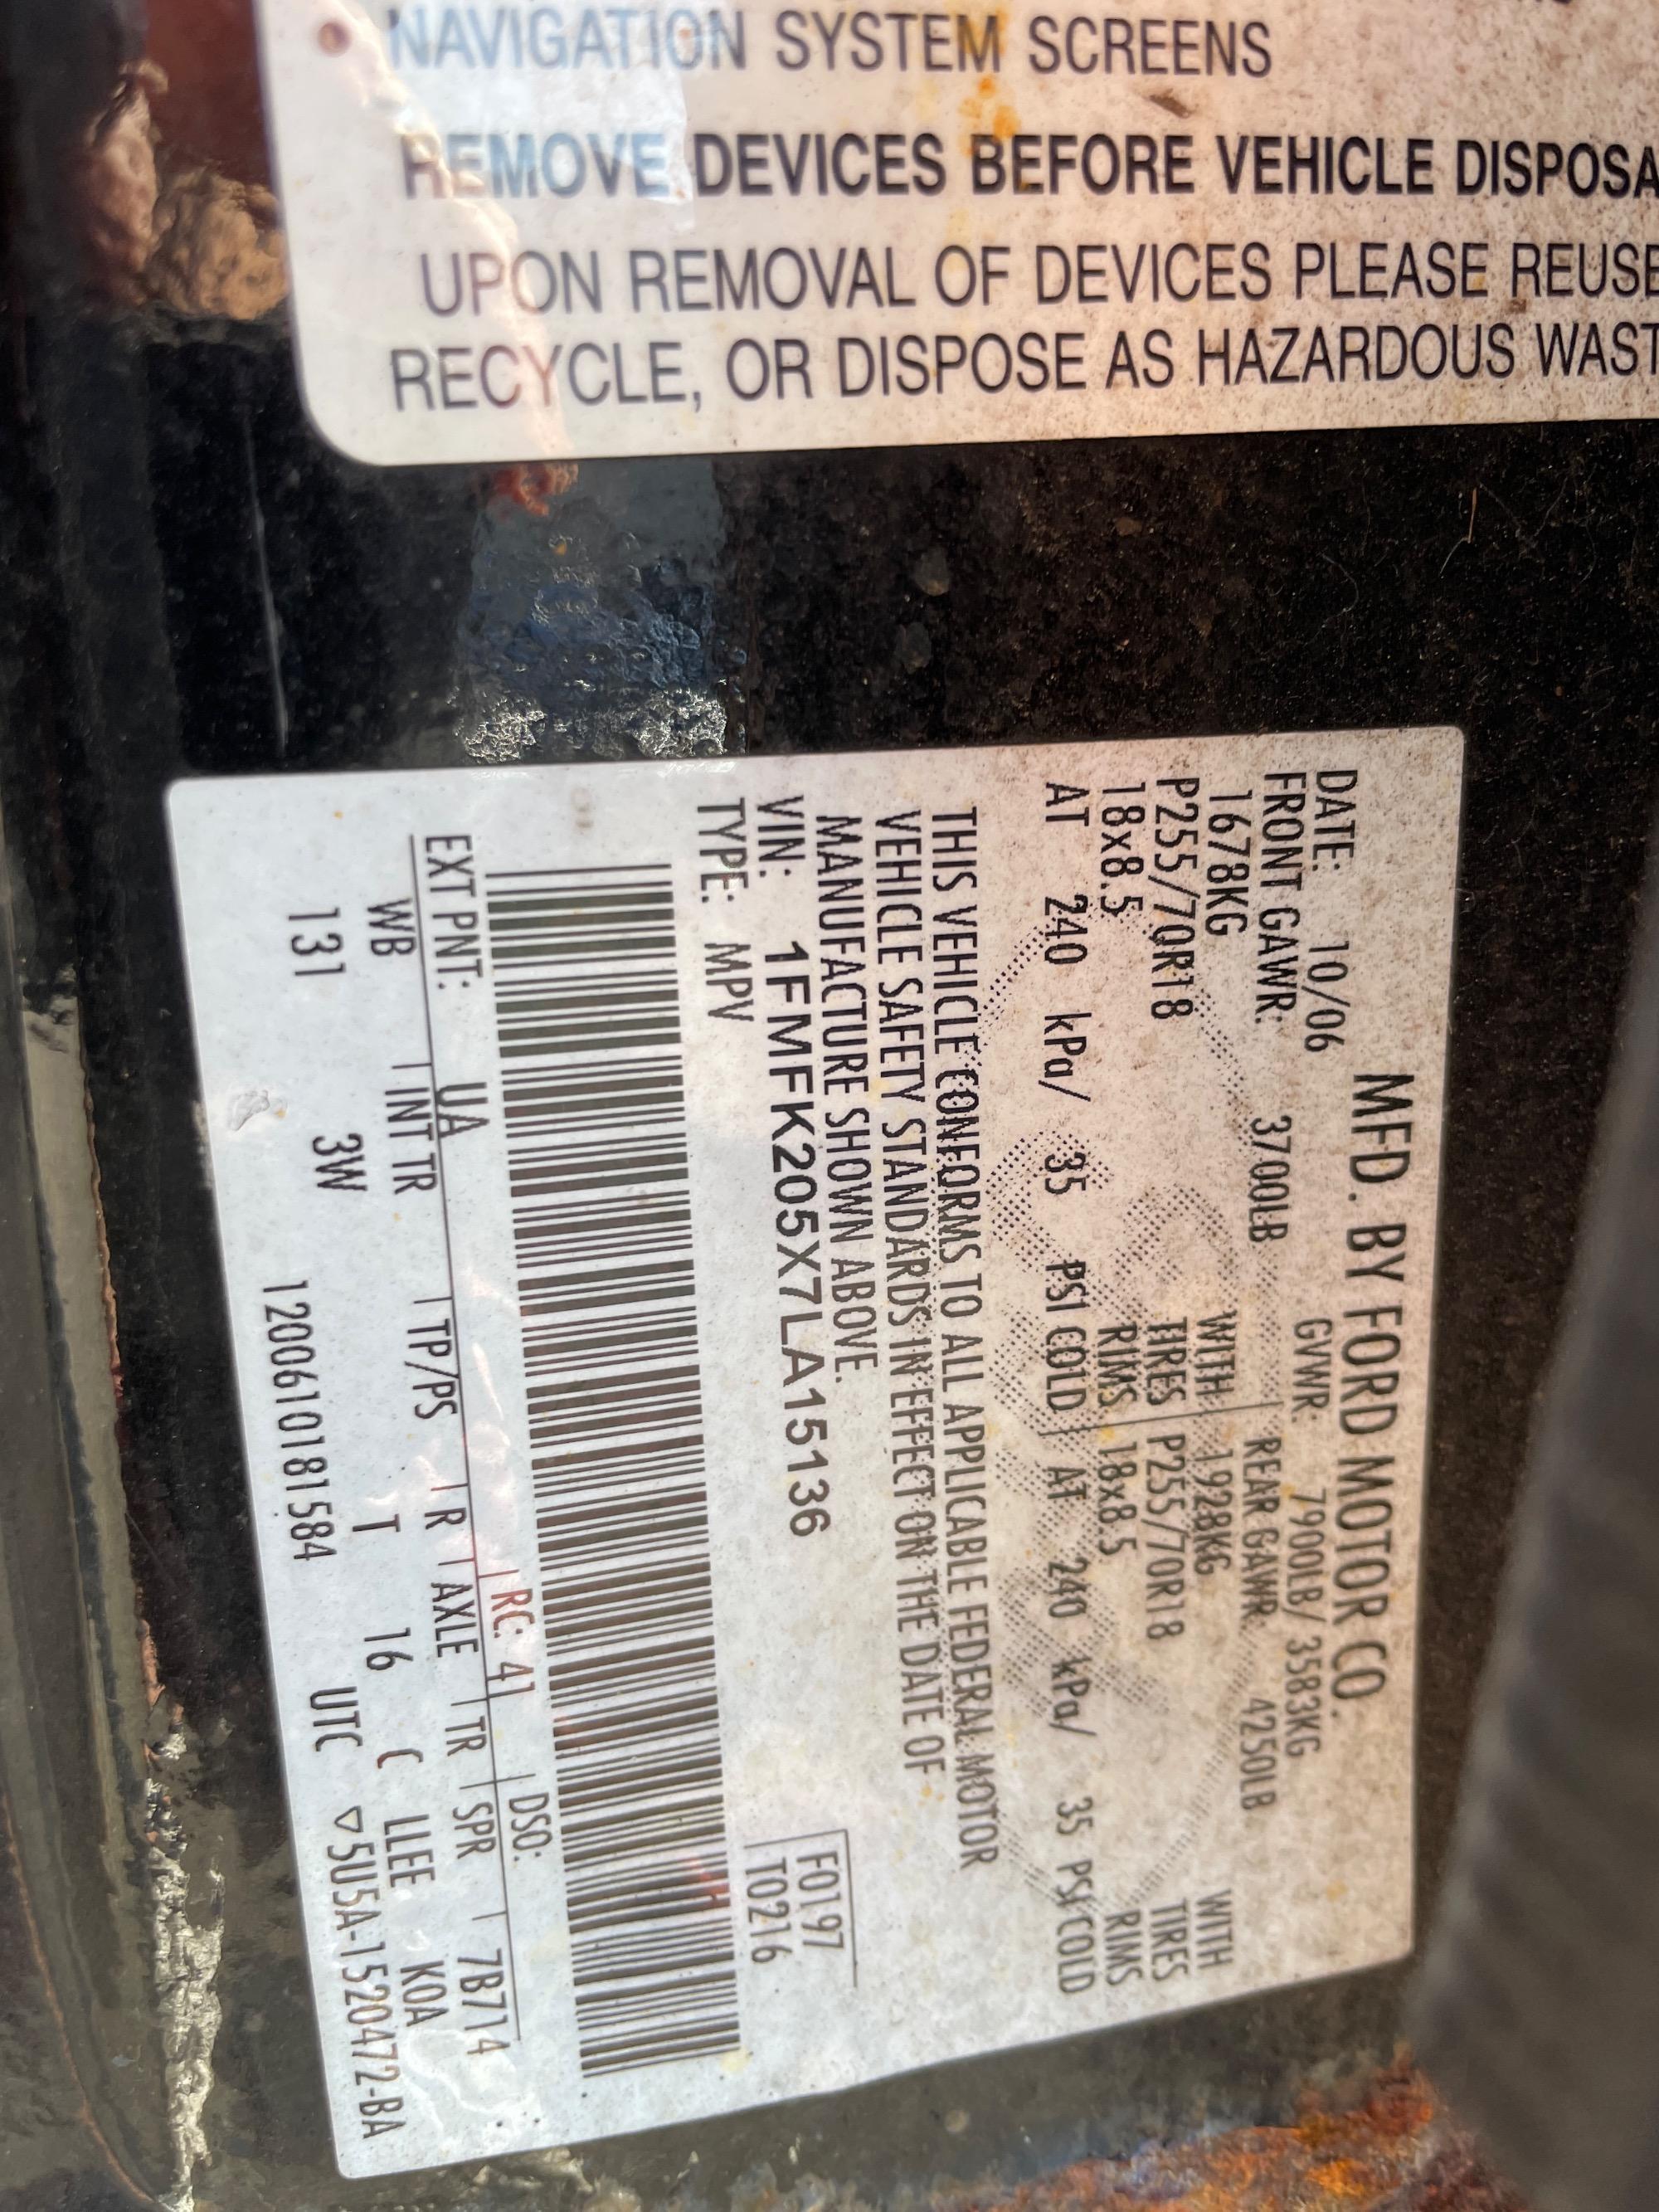 NAVIGATION SYSTEM SCREENS
REMOVE DEVICES BEFORE VEHICLE DISPOSA
UPON REMOVAL OF DEVICES PLEASE REUSE
RECYCLE, OR DISPOSE AS HAZARDOUS WAST
MFD. BY FORD MOTOR CO.
DATE: 10/06 GVWR: 7900LB/ 3583KG
FRONT GAWR: 3700LB REAR GAWR: 4250LB
1678KG WITH 1928KG WITH
P255/70R18 TIRES P255/70R18 TIRES
18x8.5 RIMS 18x8.5 RIMS
AT 240 kPa/ 35 PSI COLD AT 240 kPa/ 35 PSI COLD
THIS VEHICLE CONFORMS TO ALL APPLICABLE FEDERAL MOTOR
VEHICLE SAFETY STANDARDS IN EFFECT ON THE DATE OF
MANUFACTURE SHOWN ABOVE.
VIN: 1FMFK205X7LA15136 F0197
TYPE: MPV T0216
EXT PNT: UA RC: 41 DSO:
WB INT TR TP/PS R AXLE TR SPR 7B714
131 3W T 16 C LLEE KOA
1200610181584 UTC ▽5U5A-1520472-BA